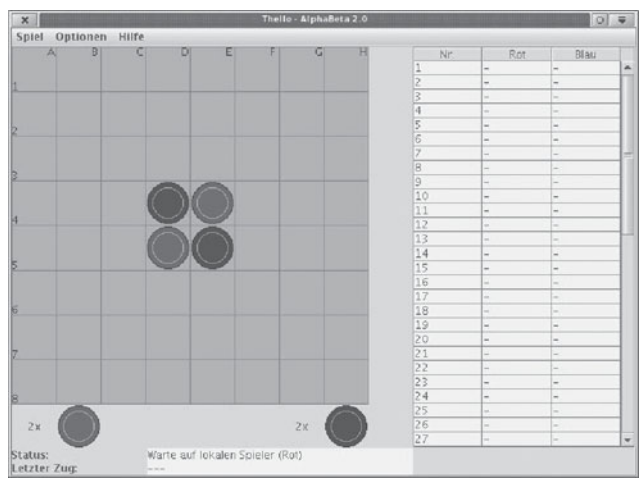 Thello - AlphaBeta 2.0
Spiel Optionen Hilfe
A B C D E F G H
1
2
3
4
5
6
7
8
2x 2x
Nr. Rot Blau
1 - -
2 - -
3 - -
4 - -
5 - -
6 - -
7 - -
8 - -
9 - -
10 - -
11 - -
12 - -
13 - -
14 - -
15 - -
16 - -
17 - -
18 - -
19 - -
20 - -
21 - -
22 - -
23 - -
24 - -
25 - -
26 - -
27 - -
Status: Warte auf lokalen Spieler (Rot)
Letzter Zug: ---